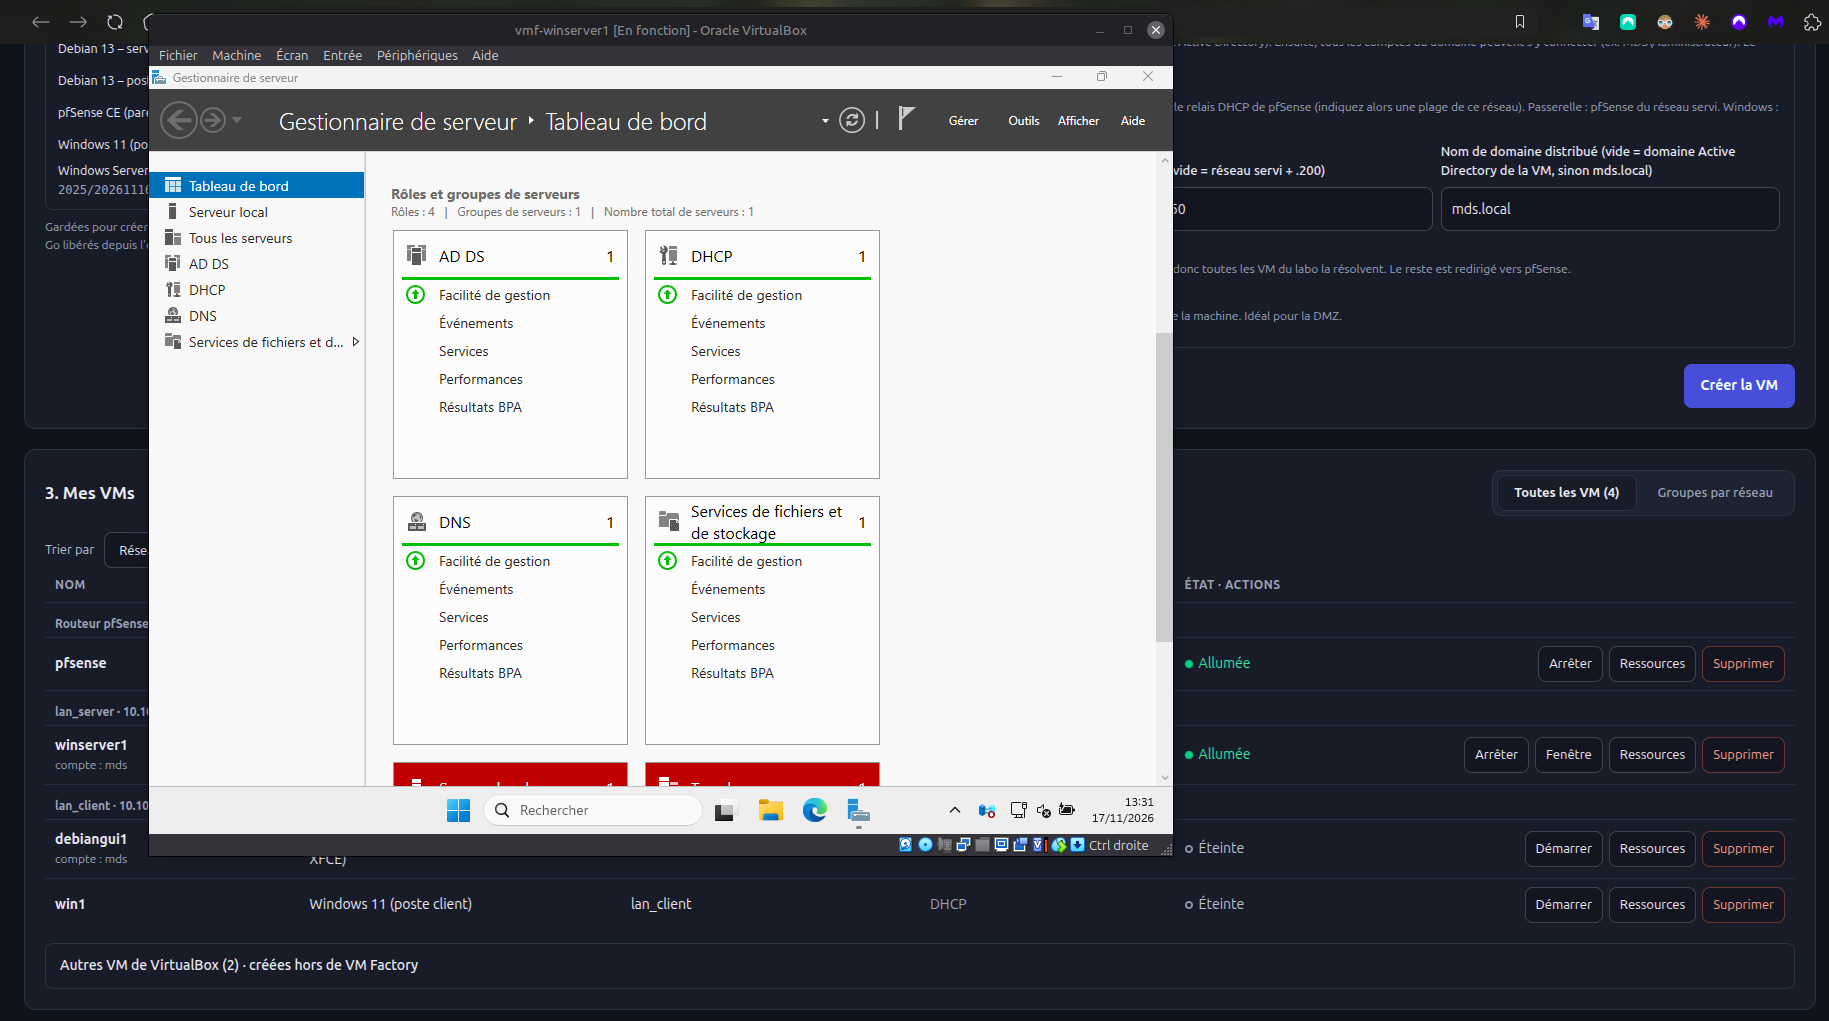 vmf-winserver1 [En fonction] - Oracle VirtualBox
Fichier Machine Écran Entrée Périphériques Aide
Gestionnaire de serveur
Gestionnaire de serveur Tableau de bord
Gérer Outils Afficher Aide
Tableau de bord
Serveur local
Tous les serveurs
AD DS
DHCP
DNS
Services de fichiers et d...
Rôles et groupes de serveurs
Rôles : 4 | Groupes de serveurs : 1 | Nombre total de serveurs : 1
AD DS 1
Facilité de gestion
Événements
Services
Performances
Résultats BPA
DHCP 1
Facilité de gestion
Événements
Services
Performances
Résultats BPA
DNS 1
Facilité de gestion
Événements
Services
Performances
Résultats BPA
Services de fichiers et de stockage 1
Facilité de gestion
Événements
Services
Performances
Résultats BPA
Rechercher
13:31
17/11/2026
Ctrl droite
Debian 13 – serv
Debian 13 – pos
pfSense CE (par
Windows 11 (po
Windows Server
2025/20261116
Gardées pour créer
Go libérés depuis l'
le relais DHCP de pfSense (indiquez alors une plage de ce réseau). Passerelle : pfSense du réseau servi. Windows :
vide = réseau servi + .200)
Nom de domaine distribué (vide = domaine Active
Directory de la VM, sinon mds.local)
50
mds.local
donc toutes les VM du labo la résolvent. Le reste est redirigé vers pfSense.
la machine. Idéal pour la DMZ.
Créer la VM
3. Mes VMs
Toutes les VM (4) Groupes par réseau
Trier par Rése
NOM ÉTAT · ACTIONS
Routeur pfSense
pfsense Allumée Arrêter Ressources Supprimer
lan_server · 10.10
winserver1 Allumée Arrêter Fenêtre Ressources Supprimer
compte : mds
lan_client · 10.10
debiangui1 Éteinte Démarrer Ressources Supprimer
compte : mds
XFCE)
win1 Windows 11 (poste client) lan_client DHCP Éteinte Démarrer Ressources Supprimer
Autres VM de VirtualBox (2) · créées hors de VM Factory